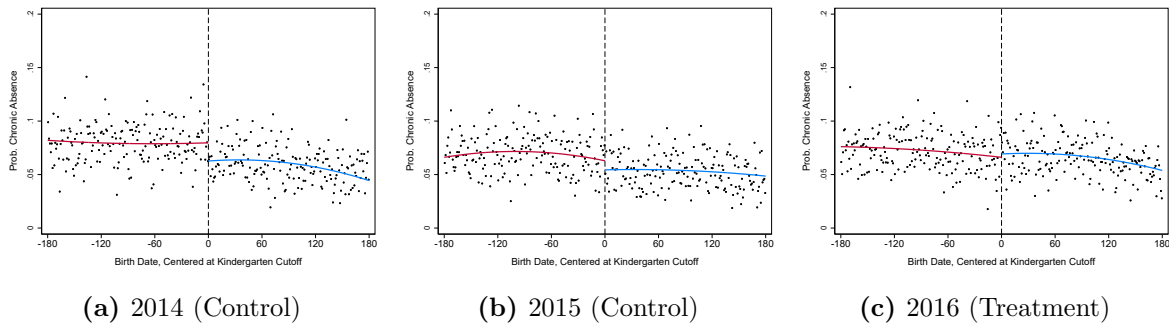 Prob. Chronic Absence
0 .05 .1 .15 .2
-180 -120 -60 0 60 120 180
Birth Date, Centered at Kindergarten Cutoff
(a) 2014 (Control)
Prob. Chronic Absence
0 .05 .1 .15 .2
-180 -120 -60 0 60 120 180
Birth Date, Centered at Kindergarten Cutoff
(b) 2015 (Control)
Prob. Chronic Absence
0 .05 .1 .15 .2
-180 -120 -60 0 60 120 180
Birth Date, Centered at Kindergarten Cutoff
(c) 2016 (Treatment)